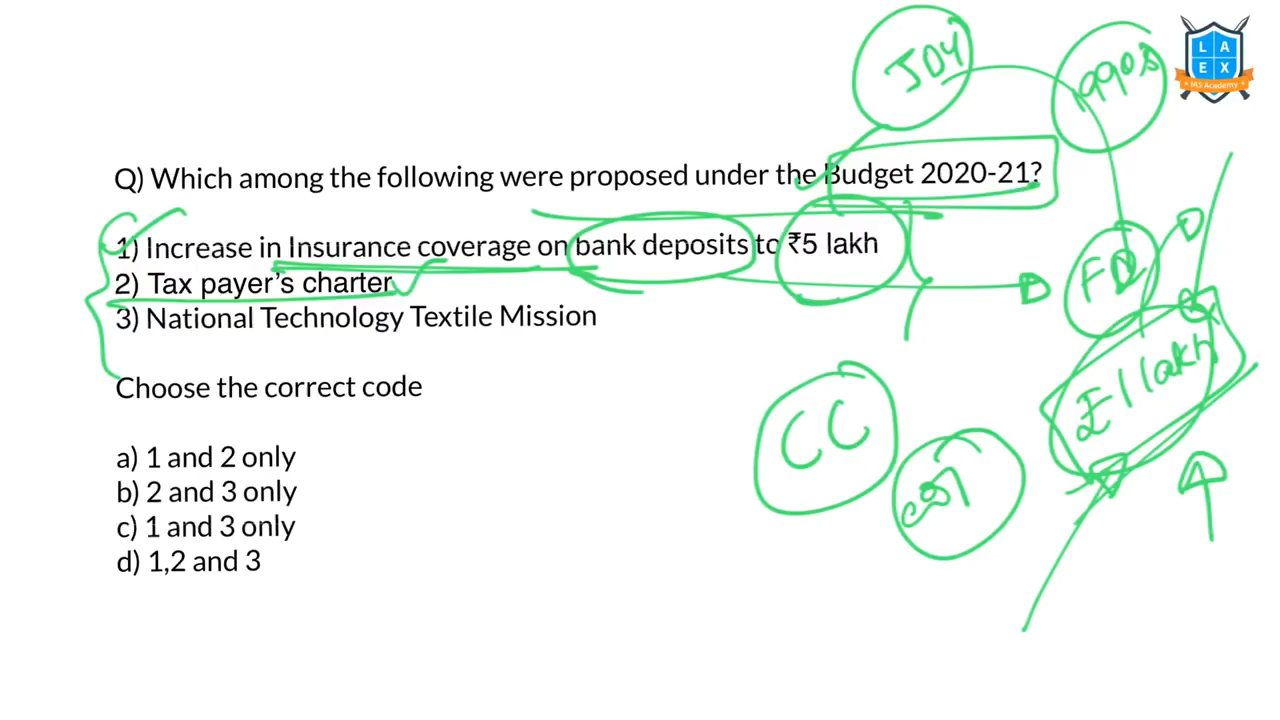 JDY
1990s
L A
E X
IAS Academy
Q) Which among the following were proposed under the Budget 2020-21?
1) Increase in Insurance coverage on bank deposits to ₹5 lakh
2) Tax payer's charter
3) National Technology Textile Mission
FD
₹1 lakh
Choose the correct code
CC
a) 1 and 2 only
b) 2 and 3 only
c) 1 and 3 only
d) 1,2 and 3